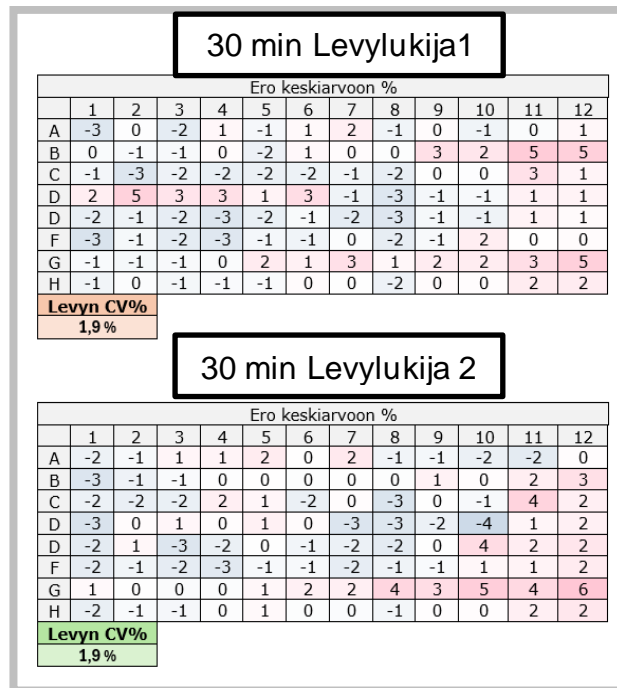 30 min Levylukija1
Ero keskiarvoon %
1 2 3 4 5 6 7 8 9 10 11 12
A -3 0 -2 1 -1 1 2 -1 0 -1 0 1
B 0 -1 -1 0 -2 1 0 0 3 2 5 5
C -1 -3 -2 -2 -2 -2 -1 -2 0 0 3 1
D 2 5 3 3 1 3 -1 -3 -1 -1 1 1
D -2 -1 -2 -3 -2 -1 -2 -3 -1 -1 1 1
F -3 -1 -2 -3 -1 -1 0 -2 -1 2 0 0
G -1 -1 -1 0 2 1 3 1 2 2 3 5
H -1 0 -1 -1 -1 0 0 -2 0 0 2 2
Levyn CV%
1,9 %
30 min Levylukija 2
Ero keskiarvoon %
1 2 3 4 5 6 7 8 9 10 11 12
A -2 -1 1 1 2 0 2 -1 -1 -2 -2 0
B -3 -1 -1 0 0 0 0 0 1 0 2 3
C -2 -2 -2 2 1 -2 0 -3 0 -1 4 2
D -3 0 1 0 1 0 -3 -3 -2 -4 1 2
D -2 1 -3 -2 0 -1 -2 -2 0 4 2 2
F -2 -1 -2 -3 -1 -1 -2 -1 -1 1 1 2
G 1 0 0 0 1 2 2 4 3 5 4 6
H -2 -1 -1 0 1 0 0 -1 0 0 2 2
Levyn CV%
1,9 %